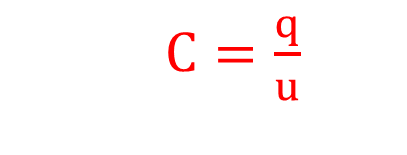 C = q/u